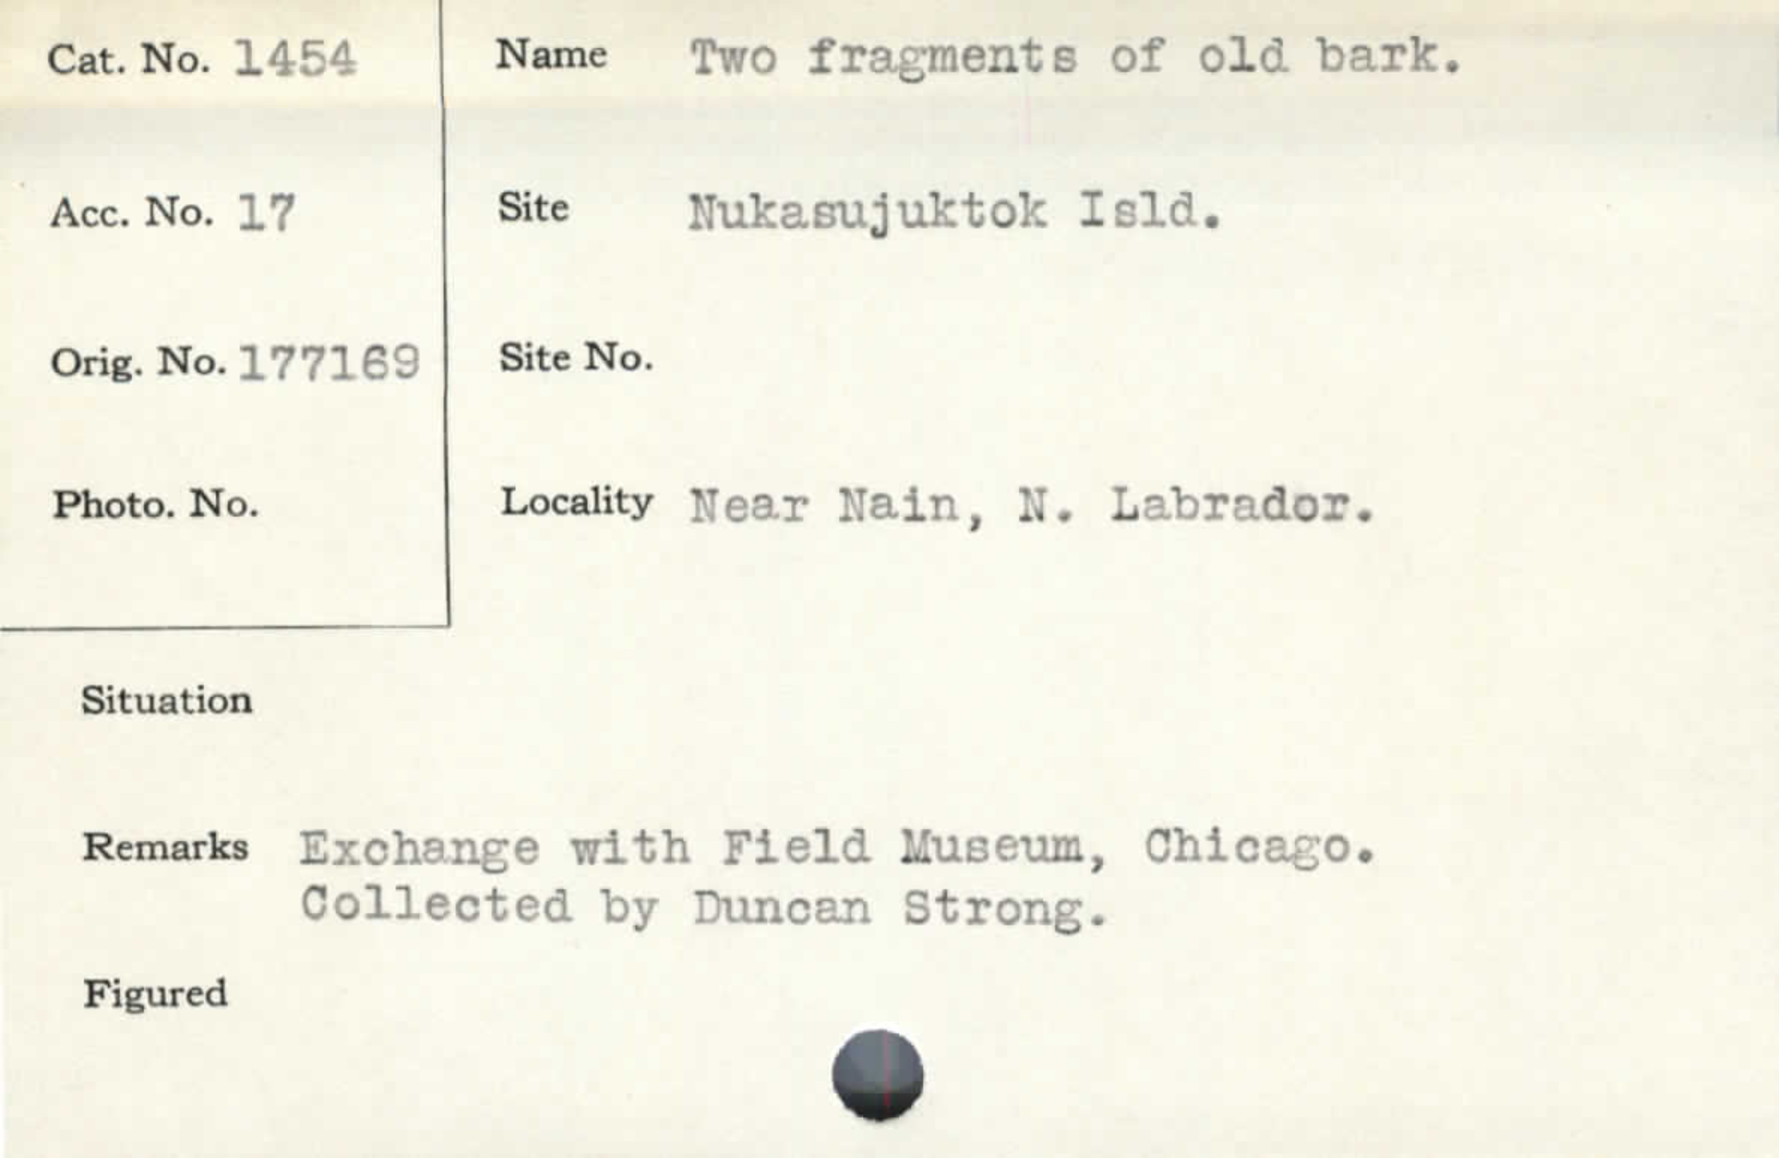 Cat. No. 1454
Name Two fragments of old bark.
Acc. No. 17
Site Nukasujuktok Isld.
Orig. No. 177169
Site No.
Photo. No.
Locality Near Nain, N. Labrador.
Situation
Remarks Exchange with Field Museum, Chicago.
Collected by Duncan Strong.
Figured